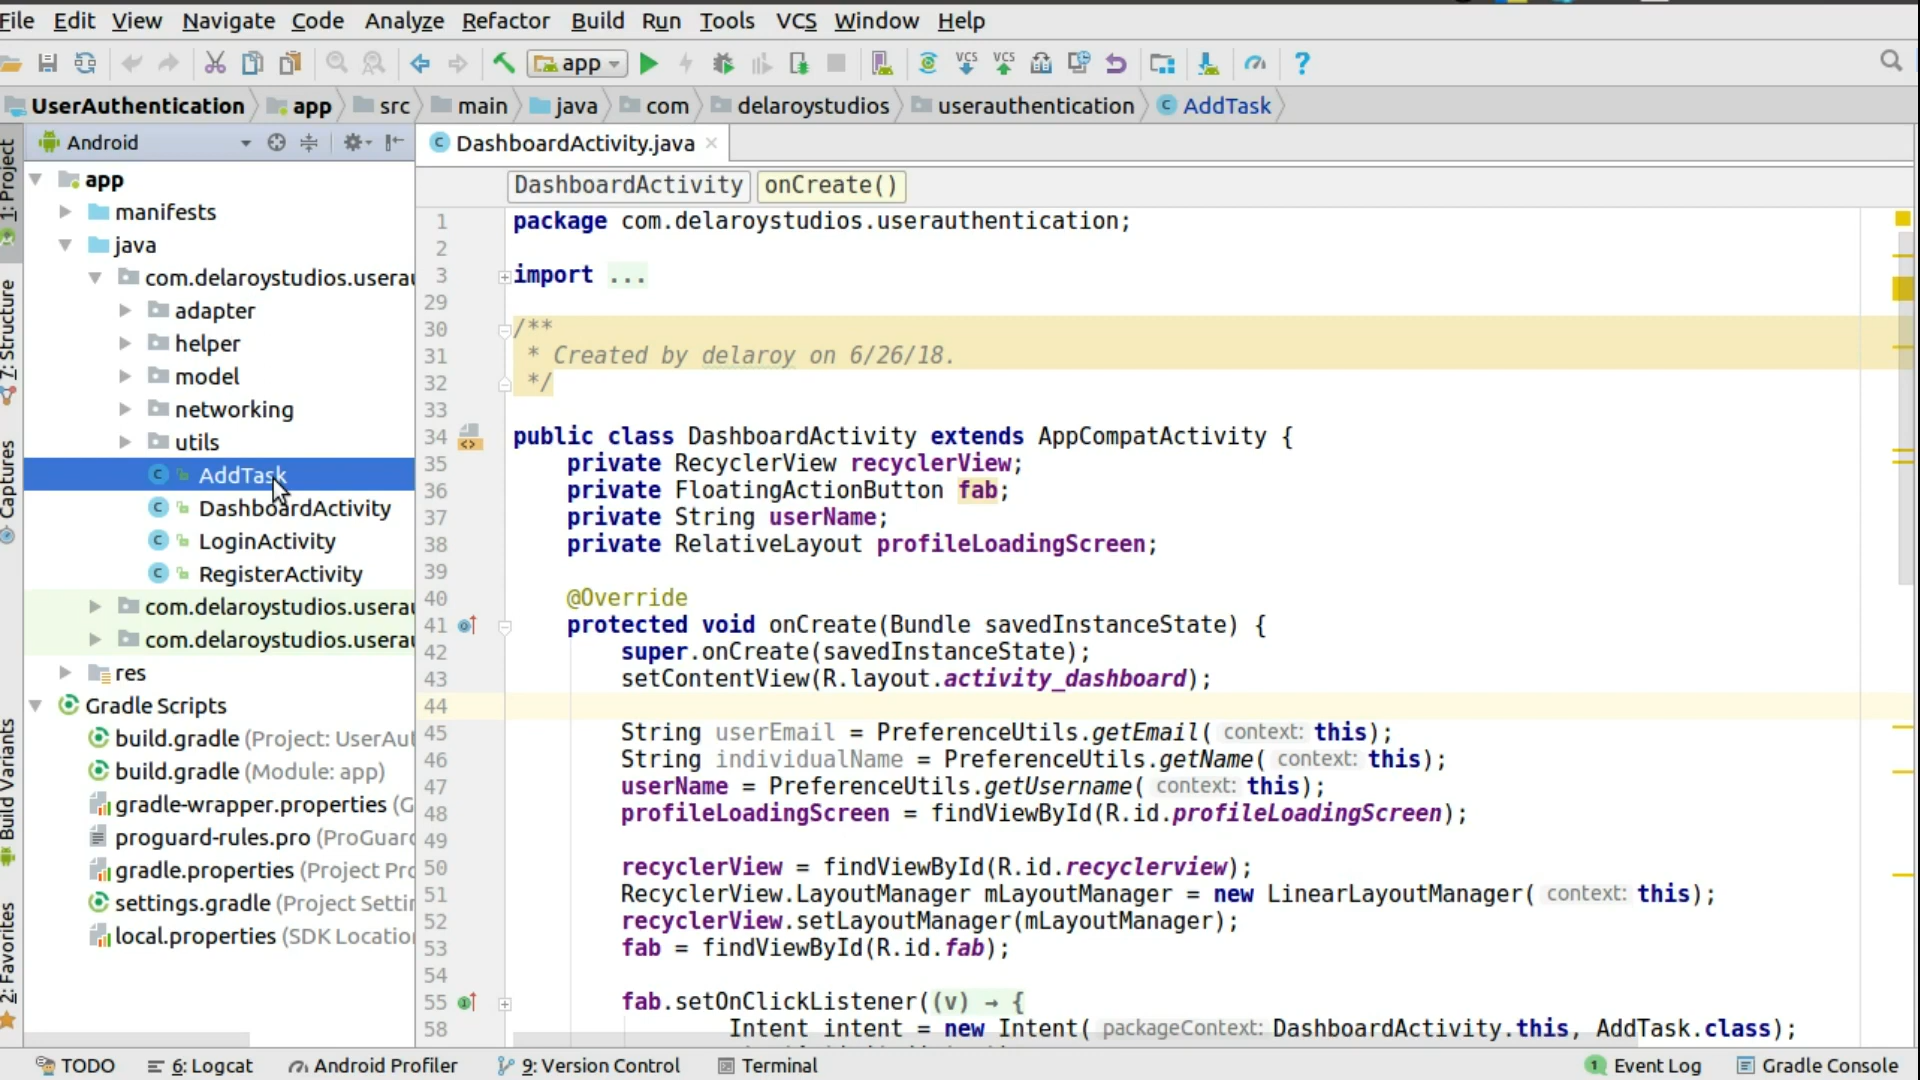 File Edit View Navigate Code Analyze Refactor Build Run Tools VCS Window Help
app VCS VCS ?
UserAuthentication app src main java com delaroystudios userauthentication AddTask
Android
DashboardActivity.java
DashboardActivity onCreate()
1: Project
7: Structure
Captures
Build Variants
2: Favorites
app
manifests
java
com.delaroystudios.userau
adapter
helper
model
networking
utils
AddTask
DashboardActivity
LoginActivity
RegisterActivity
com.delaroystudios.userau
com.delaroystudios.userau
res
Gradle Scripts
build.gradle (Project: UserAut
build.gradle (Module: app)
gradle-wrapper.properties (G
proguard-rules.pro (ProGuard
gradle.properties (Project Pro
settings.gradle (Project Settin
local.properties (SDK Location
1 package com.delaroystudios.userauthentication;
2
3 import ...
29
30 /**
31 * Created by delaroy on 6/26/18.
32 */
33
34 public class DashboardActivity extends AppCompatActivity {
35 private RecyclerView recyclerView;
36 private FloatingActionButton fab;
37 private String userName;
38 private RelativeLayout profileLoadingScreen;
39
40 @Override
41 protected void onCreate(Bundle savedInstanceState) {
42 super.onCreate(savedInstanceState);
43 setContentView(R.layout.activity_dashboard);
44
45 String userEmail = PreferenceUtils.getEmail( context: this);
46 String individualName = PreferenceUtils.getName( context: this);
47 userName = PreferenceUtils.getUsername( context: this);
48 profileLoadingScreen = findViewById(R.id.profileLoadingScreen);
49
50 recyclerView = findViewById(R.id.recyclerview);
51 RecyclerView.LayoutManager mLayoutManager = new LinearLayoutManager( context: this);
52 recyclerView.setLayoutManager(mLayoutManager);
53 fab = findViewById(R.id.fab);
54
55 fab.setOnClickListener((v) → {
58 Intent intent = new Intent( packageContext: DashboardActivity.this, AddTask.class);
TODO 6: Logcat Android Profiler 9: Version Control Terminal 1 Event Log Gradle Console